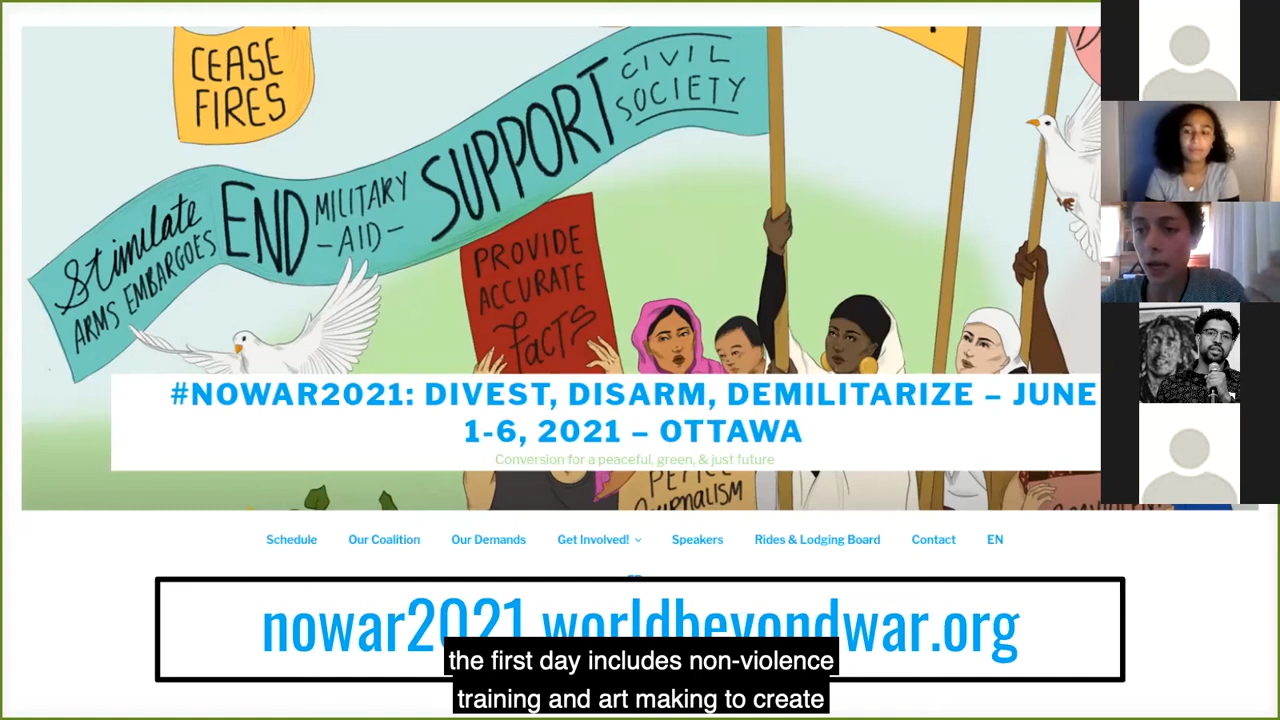 CEASE
FIRES
Stimulate
ARMS EMBARGOES
END
MILITARY
-AID-
SUPPORT
CIVIL
SOCIETY
PROVIDE
ACCURATE
FACTS
#NOWAR2021: DIVEST, DISARM, DEMILITARIZE – JUNE
1-6, 2021 – OTTAWA
Conversion for a peaceful, green, & just future
PEACE
JOURNALISM
Schedule Our Coalition Our Demands Get Involved! Speakers Rides & Lodging Board Contact EN
nowar2021.worldbeyondwar.org
the first day includes non-violence
training and art making to create